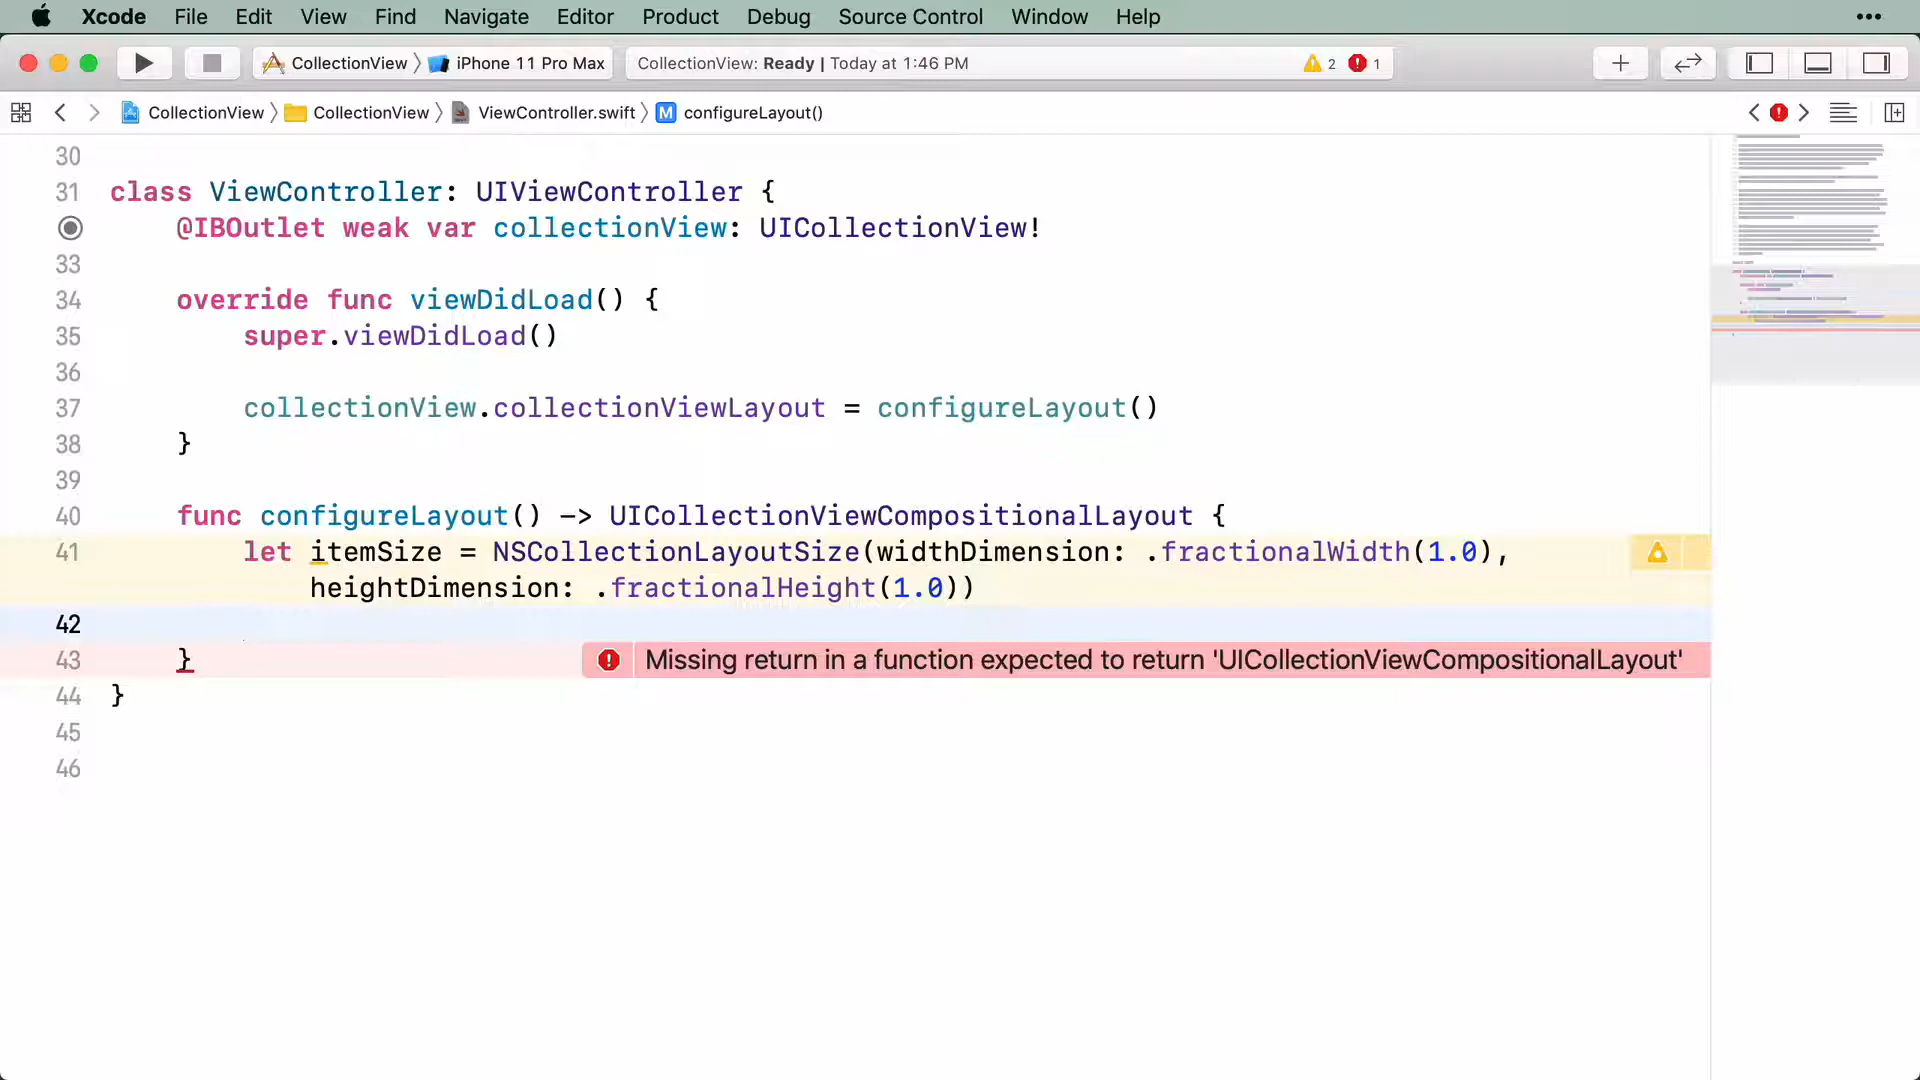 Xcode File Edit View Find Navigate Editor Product Debug Source Control Window Help
CollectionView 〉 iPhone 11 Pro Max CollectionView: Ready | Today at 1:46 PM 2 1
CollectionView 〉 CollectionView 〉 ViewController.swift 〉 M configureLayout()
30
31 class ViewController: UIViewController {
@IBOutlet weak var collectionView: UICollectionView!
33
34 override func viewDidLoad() {
35 super.viewDidLoad()
36
37 collectionView.collectionViewLayout = configureLayout()
38 }
39
40 func configureLayout() -> UICollectionViewCompositionalLayout {
41 let itemSize = NSCollectionLayoutSize(widthDimension: .fractionalWidth(1.0),
heightDimension: .fractionalHeight(1.0))
42
43 } Missing return in a function expected to return 'UICollectionViewCompositionalLayout'
44 }
45
46